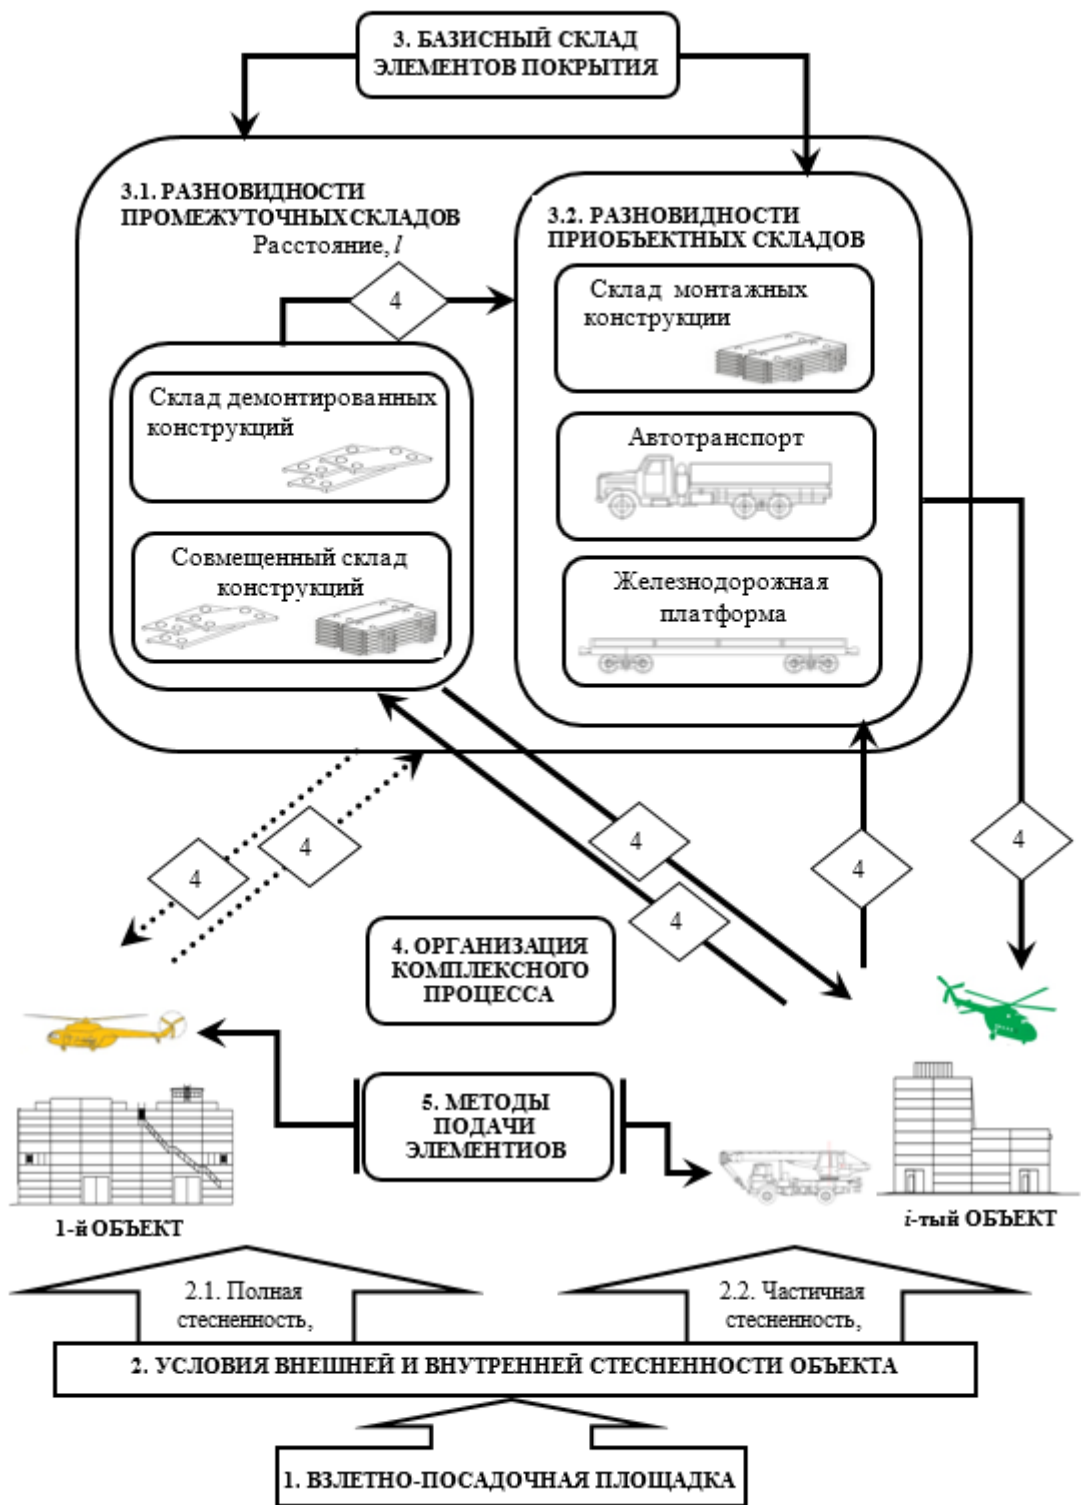 3. БАЗИСНЫЙ СКЛАД
ЭЛЕМЕНТОВ ПОКРЫТИЯ
3.1. РАЗНОВИДНОСТИ
ПРОМЕЖУТОЧНЫХ СКЛАДОВ
Расстояние, l
4
Склад демонтированных
конструкций
Совмещенный склад
конструкций
3.2. РАЗНОВИДНОСТИ
ПРИОБЪЕКТНЫХ СКЛАДОВ
Склад монтажных
конструкции
Автотранспорт
Железнодорожная
платформа
4
4
4
4
4
4
4. ОРГАНИЗАЦИЯ
КОМПЛЕКСНОГО
ПРОЦЕССА
5. МЕТОДЫ
ПОДАЧИ
ЭЛЕМЕНТИОВ
1-й ОБЪЕКТ
i-тый ОБЪЕКТ
2.1. Полная
стесненность,
2.2. Частичная
стесненность,
2. УСЛОВИЯ ВНЕШНЕЙ И ВНУТРЕННЕЙ СТЕСНЕННОСТИ ОБЪЕКТА
1. ВЗЛЕТНО-ПОСАДОЧНАЯ ПЛОЩАДКА